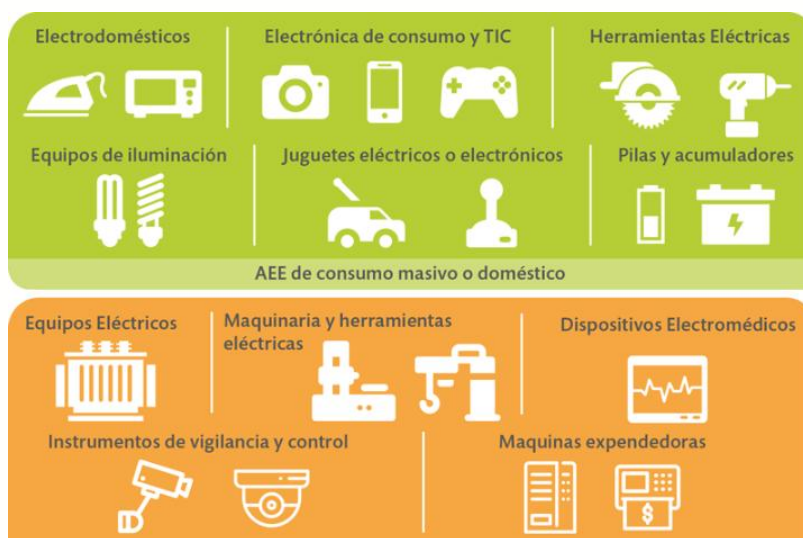 Electrodomésticos
Electrónica de consumo y TIC
Herramientas Eléctricas
Equipos de iluminación
Juguetes eléctricos o electrónicos
Pilas y acumuladores
AEE de consumo masivo o doméstico
Equipos Eléctricos
Maquinaria y herramientas
eléctricas
Dispositivos Electromédicos
Instrumentos de vigilancia y control
Maquinas expendedoras
$